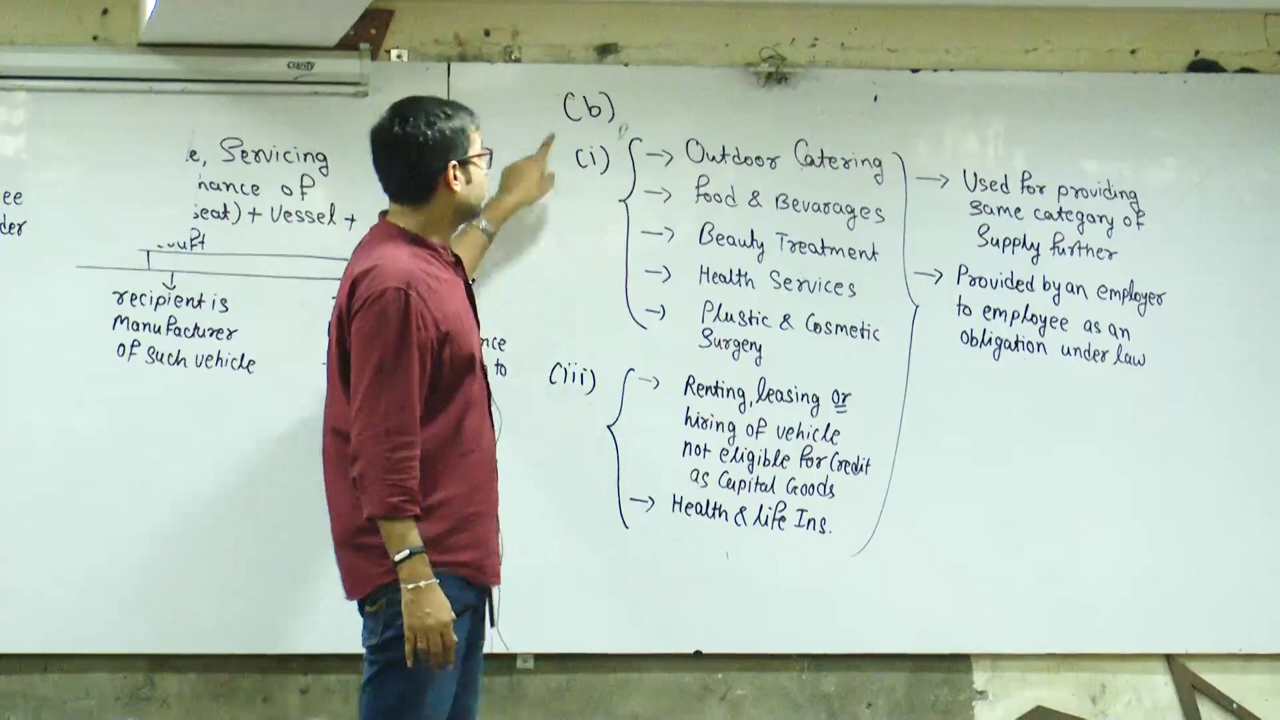 ee
der
e, Servicing
nance of
seat) + Vessel +
recipient is
Manufacturer
of such vehicle
nce
to
(b)
(i)
→ Outdoor Catering
→ Food & Bevarages
→ Beauty Treatment
→ Health Services
→ Plustic & Cosmetic
Surgery
(iii)
→ Renting, leasing or
hiring of vehicle
not eligible for Credit
as Capital Goods
→ Health & life Ins.
→ Used for providing
same category of
Supply further
→ Provided by an employer
to employee as an
obligation under law